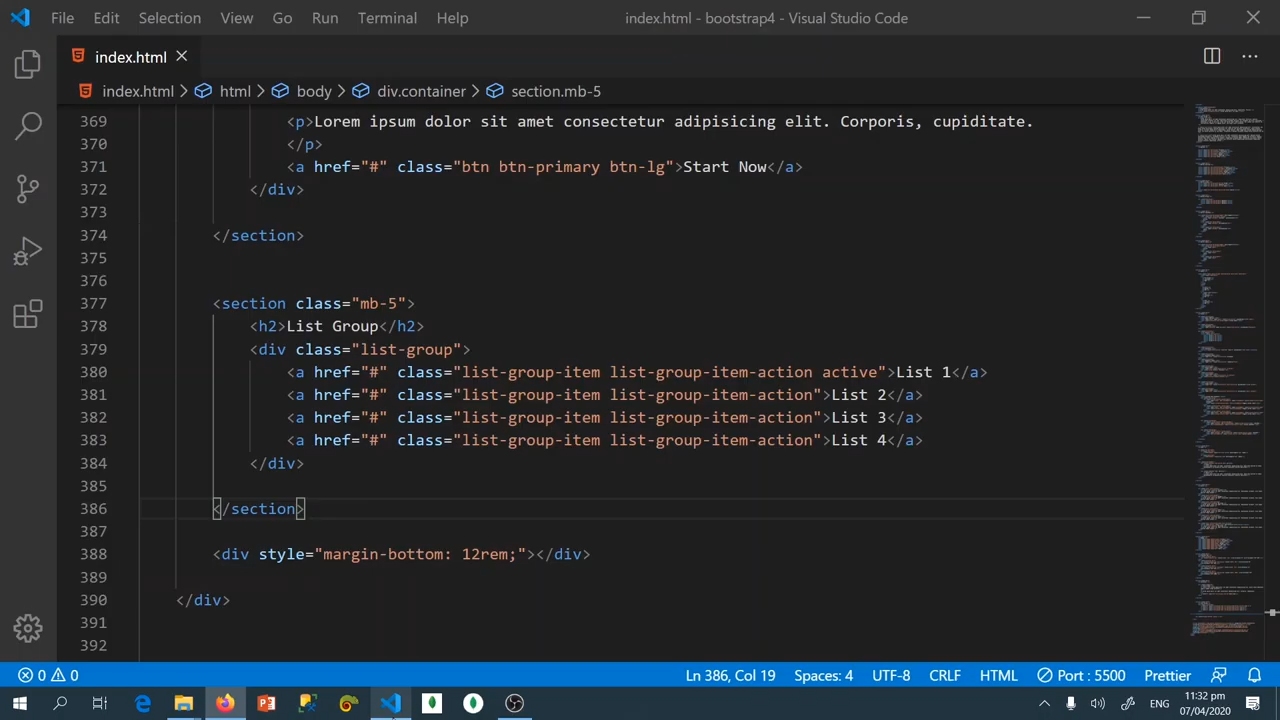 File Edit Selection View Go Run Terminal Help index.html - bootstrap4 - Visual Studio Code
index.html
index.html > html > body > div.container > section.mb-5
369 <p>Lorem ipsum dolor sit amet consectetur adipisicing elit. Corporis, cupiditate.
370 </p>
371 <a href="#" class="btn btn-primary btn-lg">Start Now</a>
372 </div>
373
374 </section>
375
376
377 <section class="mb-5">
378 <h2>List Group</h2>
379 <div class="list-group">
380 <a href="#" class="list-group-item list-group-item-action active">List 1</a>
381 <a href="#" class="list-group-item list-group-item-action">List 2</a>
382 <a href="#" class="list-group-item list-group-item-action">List 3</a>
383 <a href="#" class="list-group-item list-group-item-action">List 4</a>
384 </div>
385
386 </section>
387
388 <div style="margin-bottom: 12rem;"></div>
389
390 </div>
391
392
0 0 Ln 386, Col 19 Spaces: 4 UTF-8 CRLF HTML Port : 5500 Prettier
ENG 11:32 pm
07/04/2020